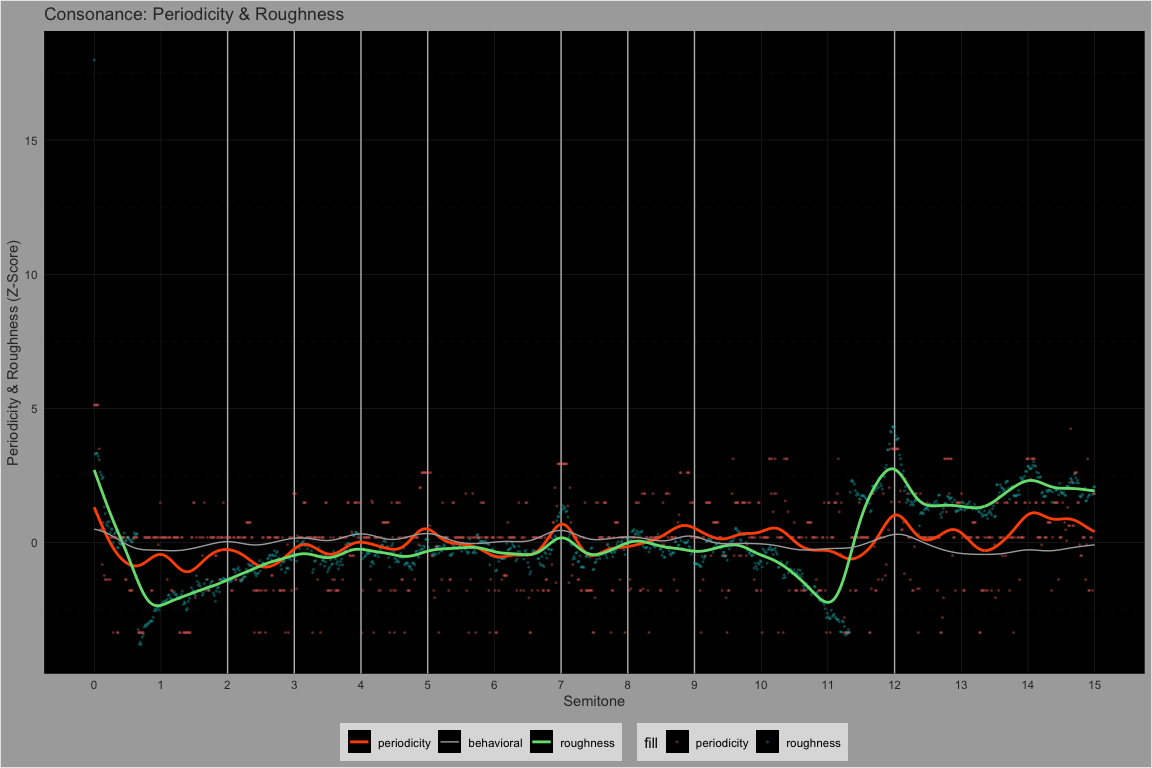 Consonance: Periodicity & Roughness
Periodicity & Roughness (Z-Score)
15
10
5
0
0 1 2 3 4 5 6 7 8 9 10 11 12 13 14 15
Semitone
periodicity behavioral roughness fill periodicity roughness